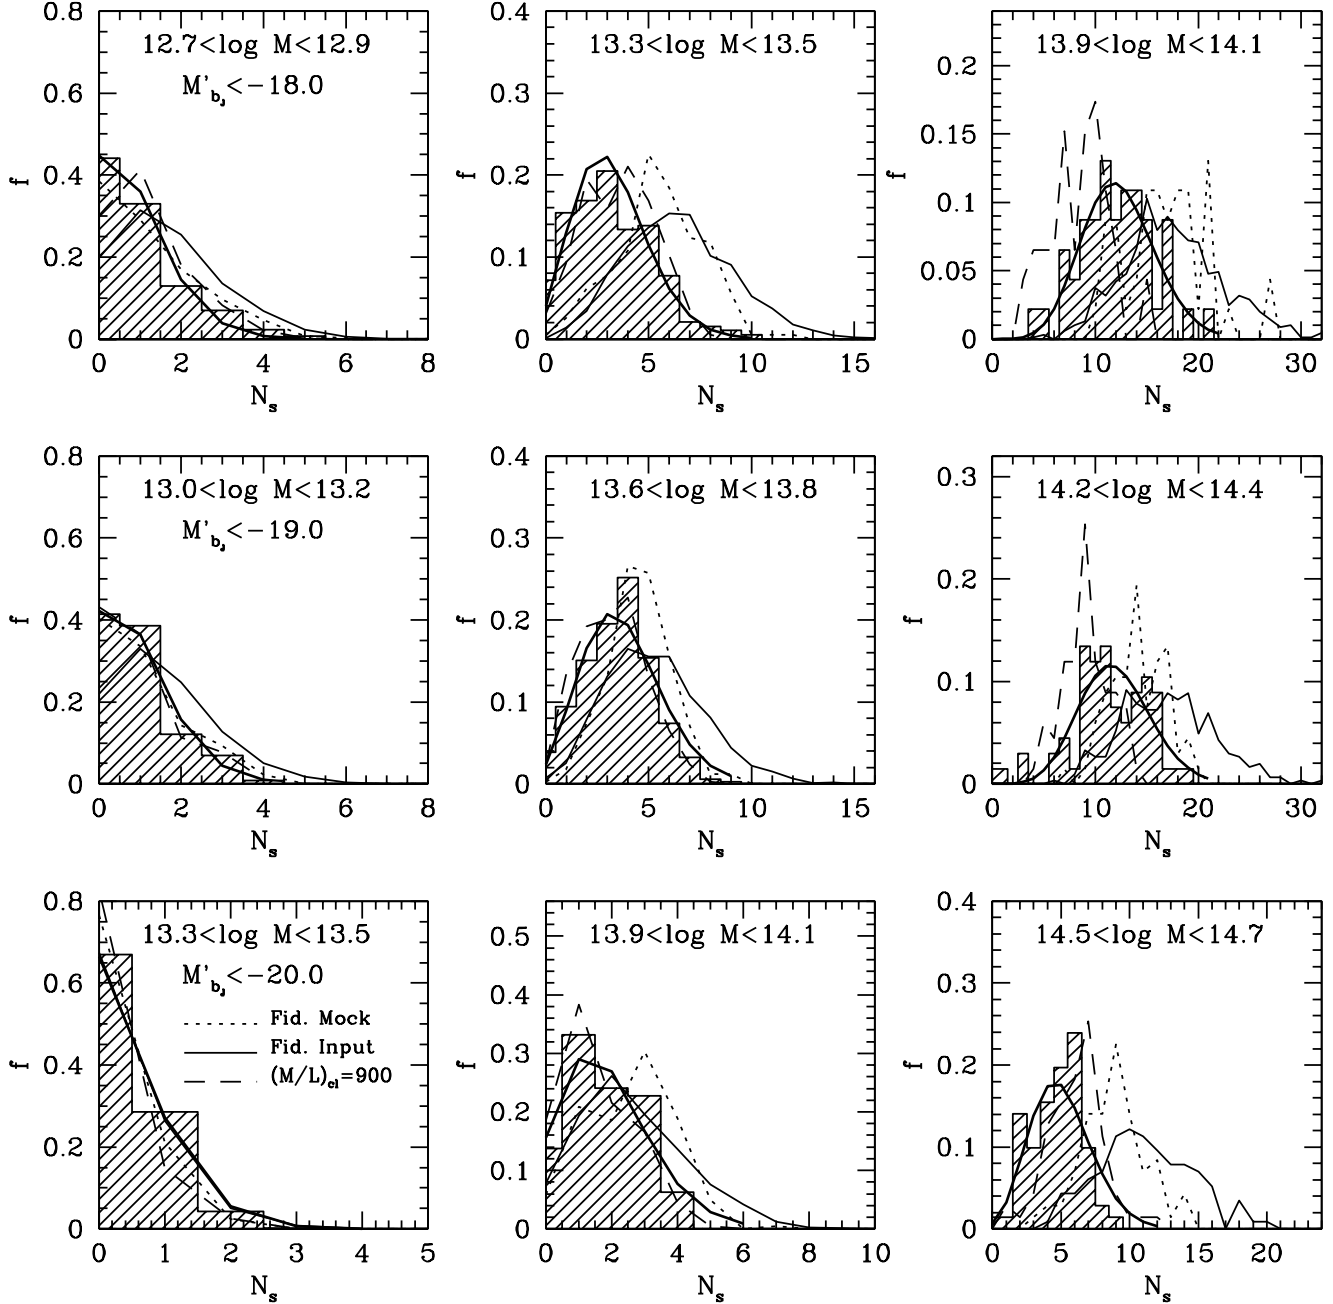 0.8
0.6
0.4
0.2
0
f
12.7<log M<12.9
M'bJ<−18.0
0 2 4 6 8
Ns
0.4
0.3
0.2
0.1
0
f
13.3<log M<13.5
0 5 10 15
Ns
0.2
0.15
0.1
0.05
0
f
13.9<log M<14.1
0 10 20 30
Ns
0.8
0.6
0.4
0.2
0
f
13.0<log M<13.2
M'bJ<−19.0
0 2 4 6 8
Ns
0.4
0.3
0.2
0.1
0
f
13.6<log M<13.8
0 5 10 15
Ns
0.3
0.2
0.1
0
f
14.2<log M<14.4
0 10 20 30
Ns
0.8
0.6
0.4
0.2
0
f
13.3<log M<13.5
M'bJ<−20.0
Fid. Mock
Fid. Input
(M/L)cl=900
0 1 2 3 4 5
Ns
0.5
0.4
0.3
0.2
0.1
0
f
13.9<log M<14.1
0 2 4 6 8 10
Ns
0.4
0.3
0.2
0.1
0
f
14.5<log M<14.7
0 5 10 15 20
Ns